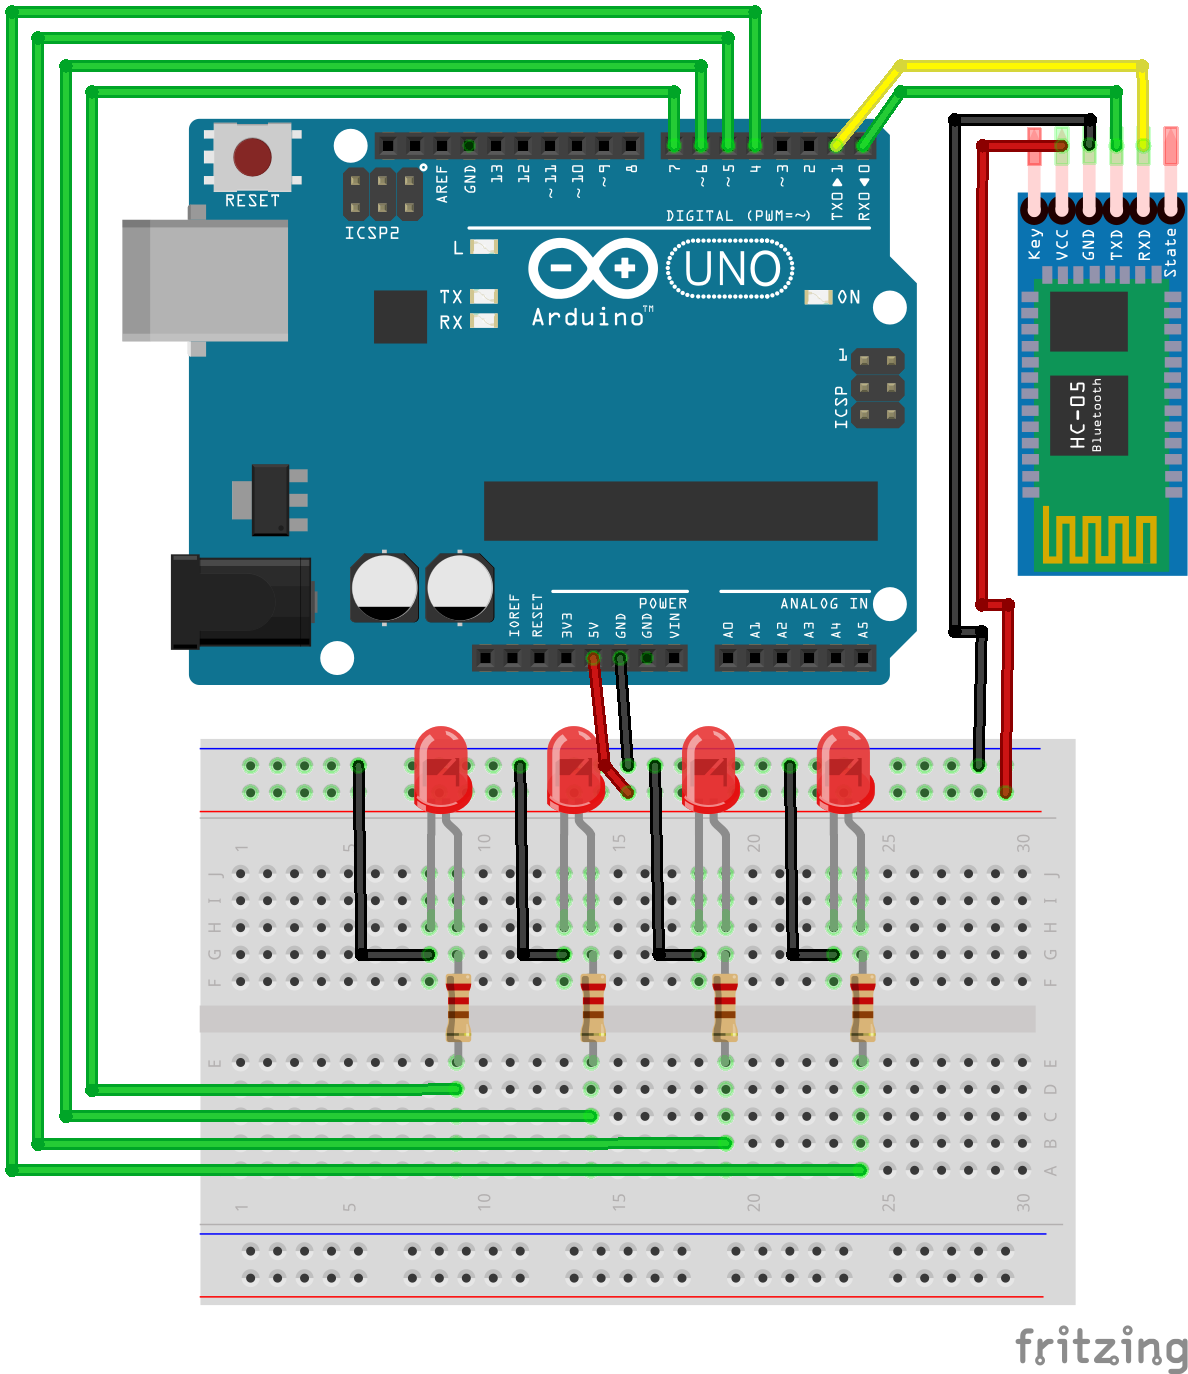 RESET
ICSP2
AREF
GND
13
12
~11
~10
~9
8
7
~6
~5
4
~3
2
TX0▶1
RX0◀0
DIGITAL (PWM=~)
L
TX
RX
Arduino™
UNO
ON
1
ICSP
Key
VCC
GND
TXD
RXD
State
HC-05
Bluetooth
IOREF
RESET
3V3
5V
GND
GND
VIN
POWER
ANALOG IN
A0
A1
A2
A3
A4
A5
1
5
10
15
20
25
30
J
J
I
I
H
H
G
G
F
F
E
E
D
C
B
A
1
5
10
15
20
25
30
fritzing